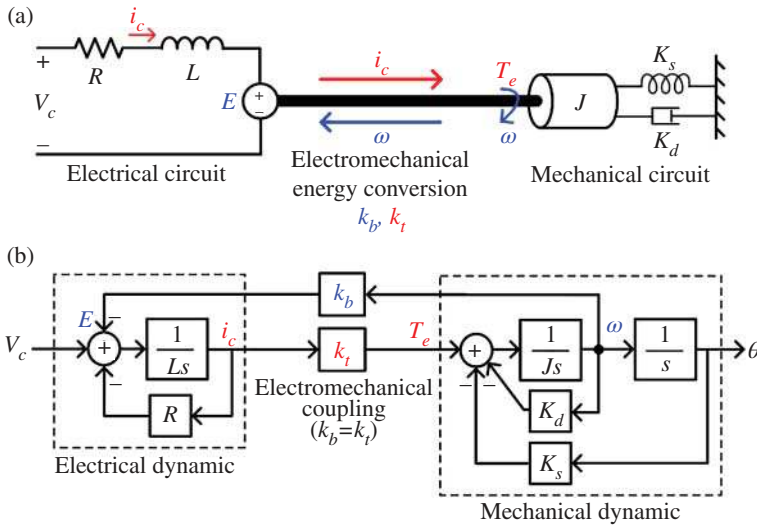 (a)
i_c
+
R
L
V_c
E
+
−
−
Electrical circuit
i_c
ω
Electromechanical
energy conversion
k_b, k_t
T_e
ω
J
K_s
K_d
Mechanical circuit
(b)
V_c
E
−
+
−
1
Ls
i_c
R
Electrical dynamic
k_b
k_t
Electromechanical
coupling
(k_b=k_t)
T_e
+
−
−
1
Js
ω
1
s
θ
K_d
K_s
Mechanical dynamic